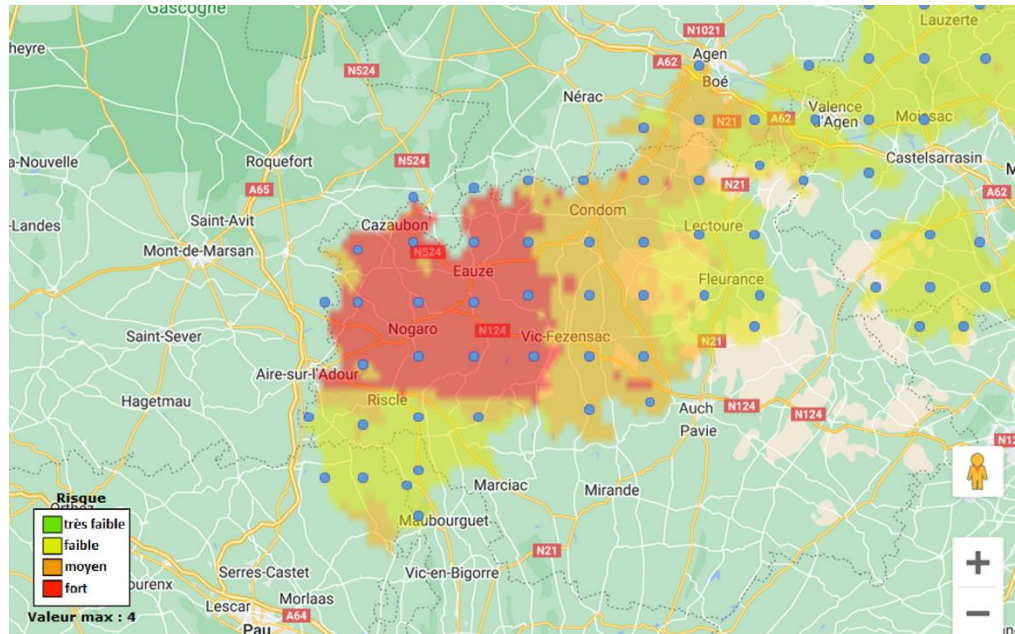 Gascogne
Lauzerte
N1021
heyre
Agen
A62
N524
Boé
Nérac
Valence
d'Agen
N21
A62
Moissac
a-Nouvelle
Roquefort
N524
Castelsarrasin
A65
N21
A62
Saint-Avit
Condom
-Landes
Cazaubon
Lectoure
Mont-de-Marsan
N524
Eauze
Fleurance
Saint-Sever
Nogaro
N124
Vic-Fezensac
N21
Aire-sur-l'Adour
Hagetmau
Riscle
Auch
N124
N124
Pavie
N12
Marciac
Mirande
Risque
Orthez
très faible
faible
Maubourguet
moyen
N21
fort
Serres-Castet
Vic-en-Bigorre
ourenx
Morlaas
Lescar
Valeur max : 4
A64
Pau
+
−